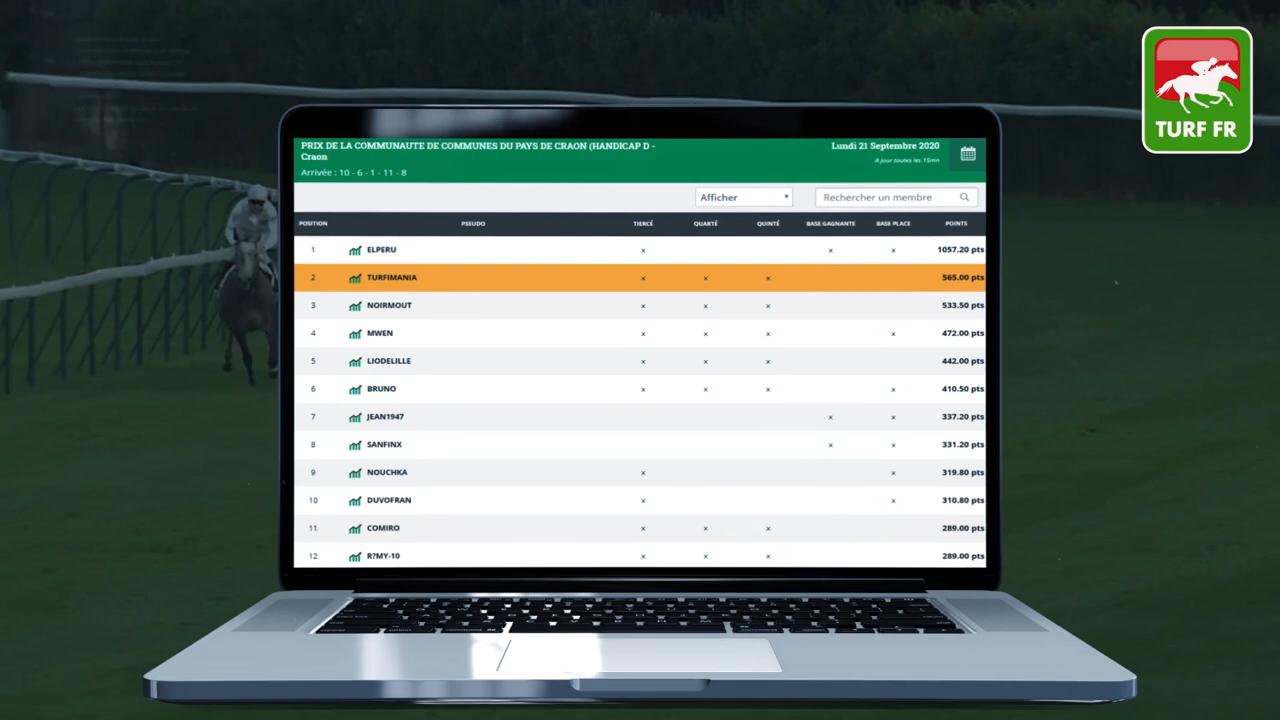 TURF FR
PRIX DE LA COMMUNAUTE DE COMMUNES DU PAYS DE CRAON (HANDICAP D -
Craon
Arrivée : 10 - 6 - 1 - 11 - 8
Lundi 21 Septembre 2020
A jour toutes les 15mn
Afficher
Rechercher un membre
POSITION PSEUDO TIERCÉ QUARTÉ QUINTÉ BASE GAGNANTE BASE PLACE POINTS
1 ELPERU × × × 1057.20 pts
2 TURFIMANIA × × × 565.00 pts
3 NOIRMOUT × × × 533.50 pts
4 MWEN × × × × 472.00 pts
5 LIODELILLE × × × 442.00 pts
6 BRUNO × × × × 410.50 pts
7 JEAN1947 × × 337.20 pts
8 SANFINX × × 331.20 pts
9 NOUCHKA × × 319.80 pts
10 DUVOFRAN × × 310.80 pts
11 COMIRO × × × 289.00 pts
12 R?MY-10 × × × 289.00 pts